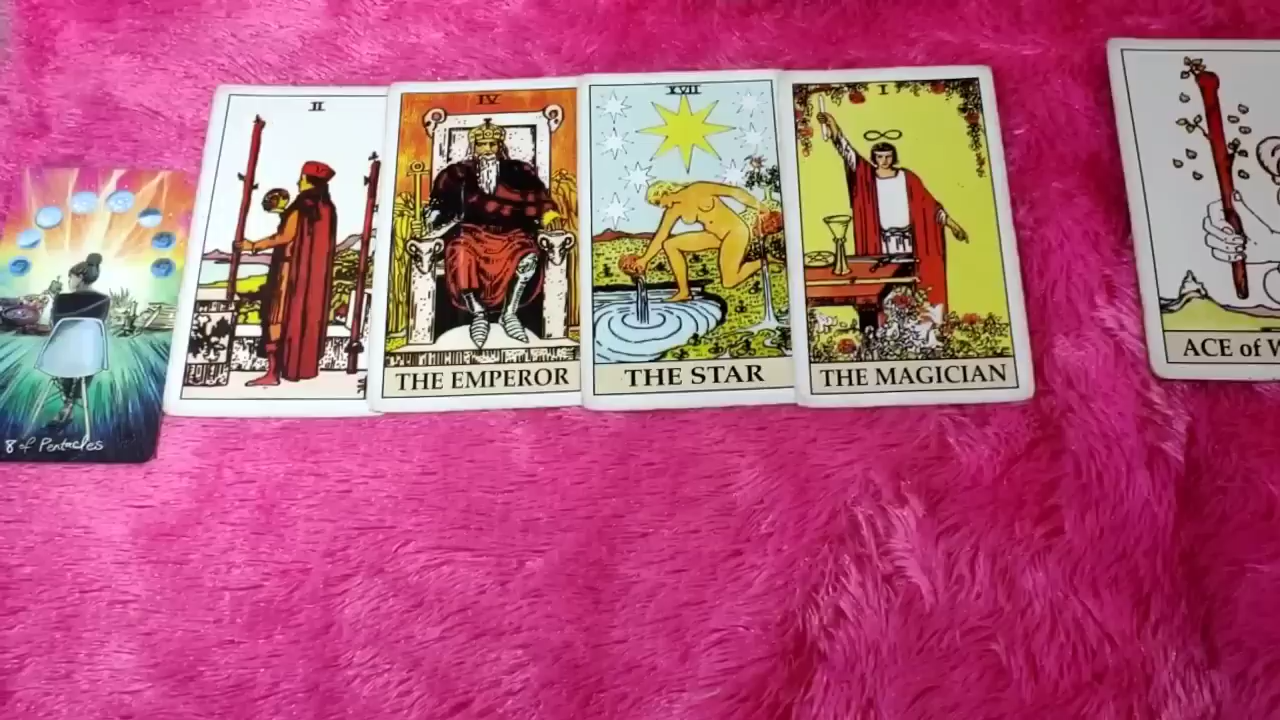 8 of Pentacles
II
IV
THE EMPEROR
XVII
THE STAR
I
THE MAGICIAN
ACE of W